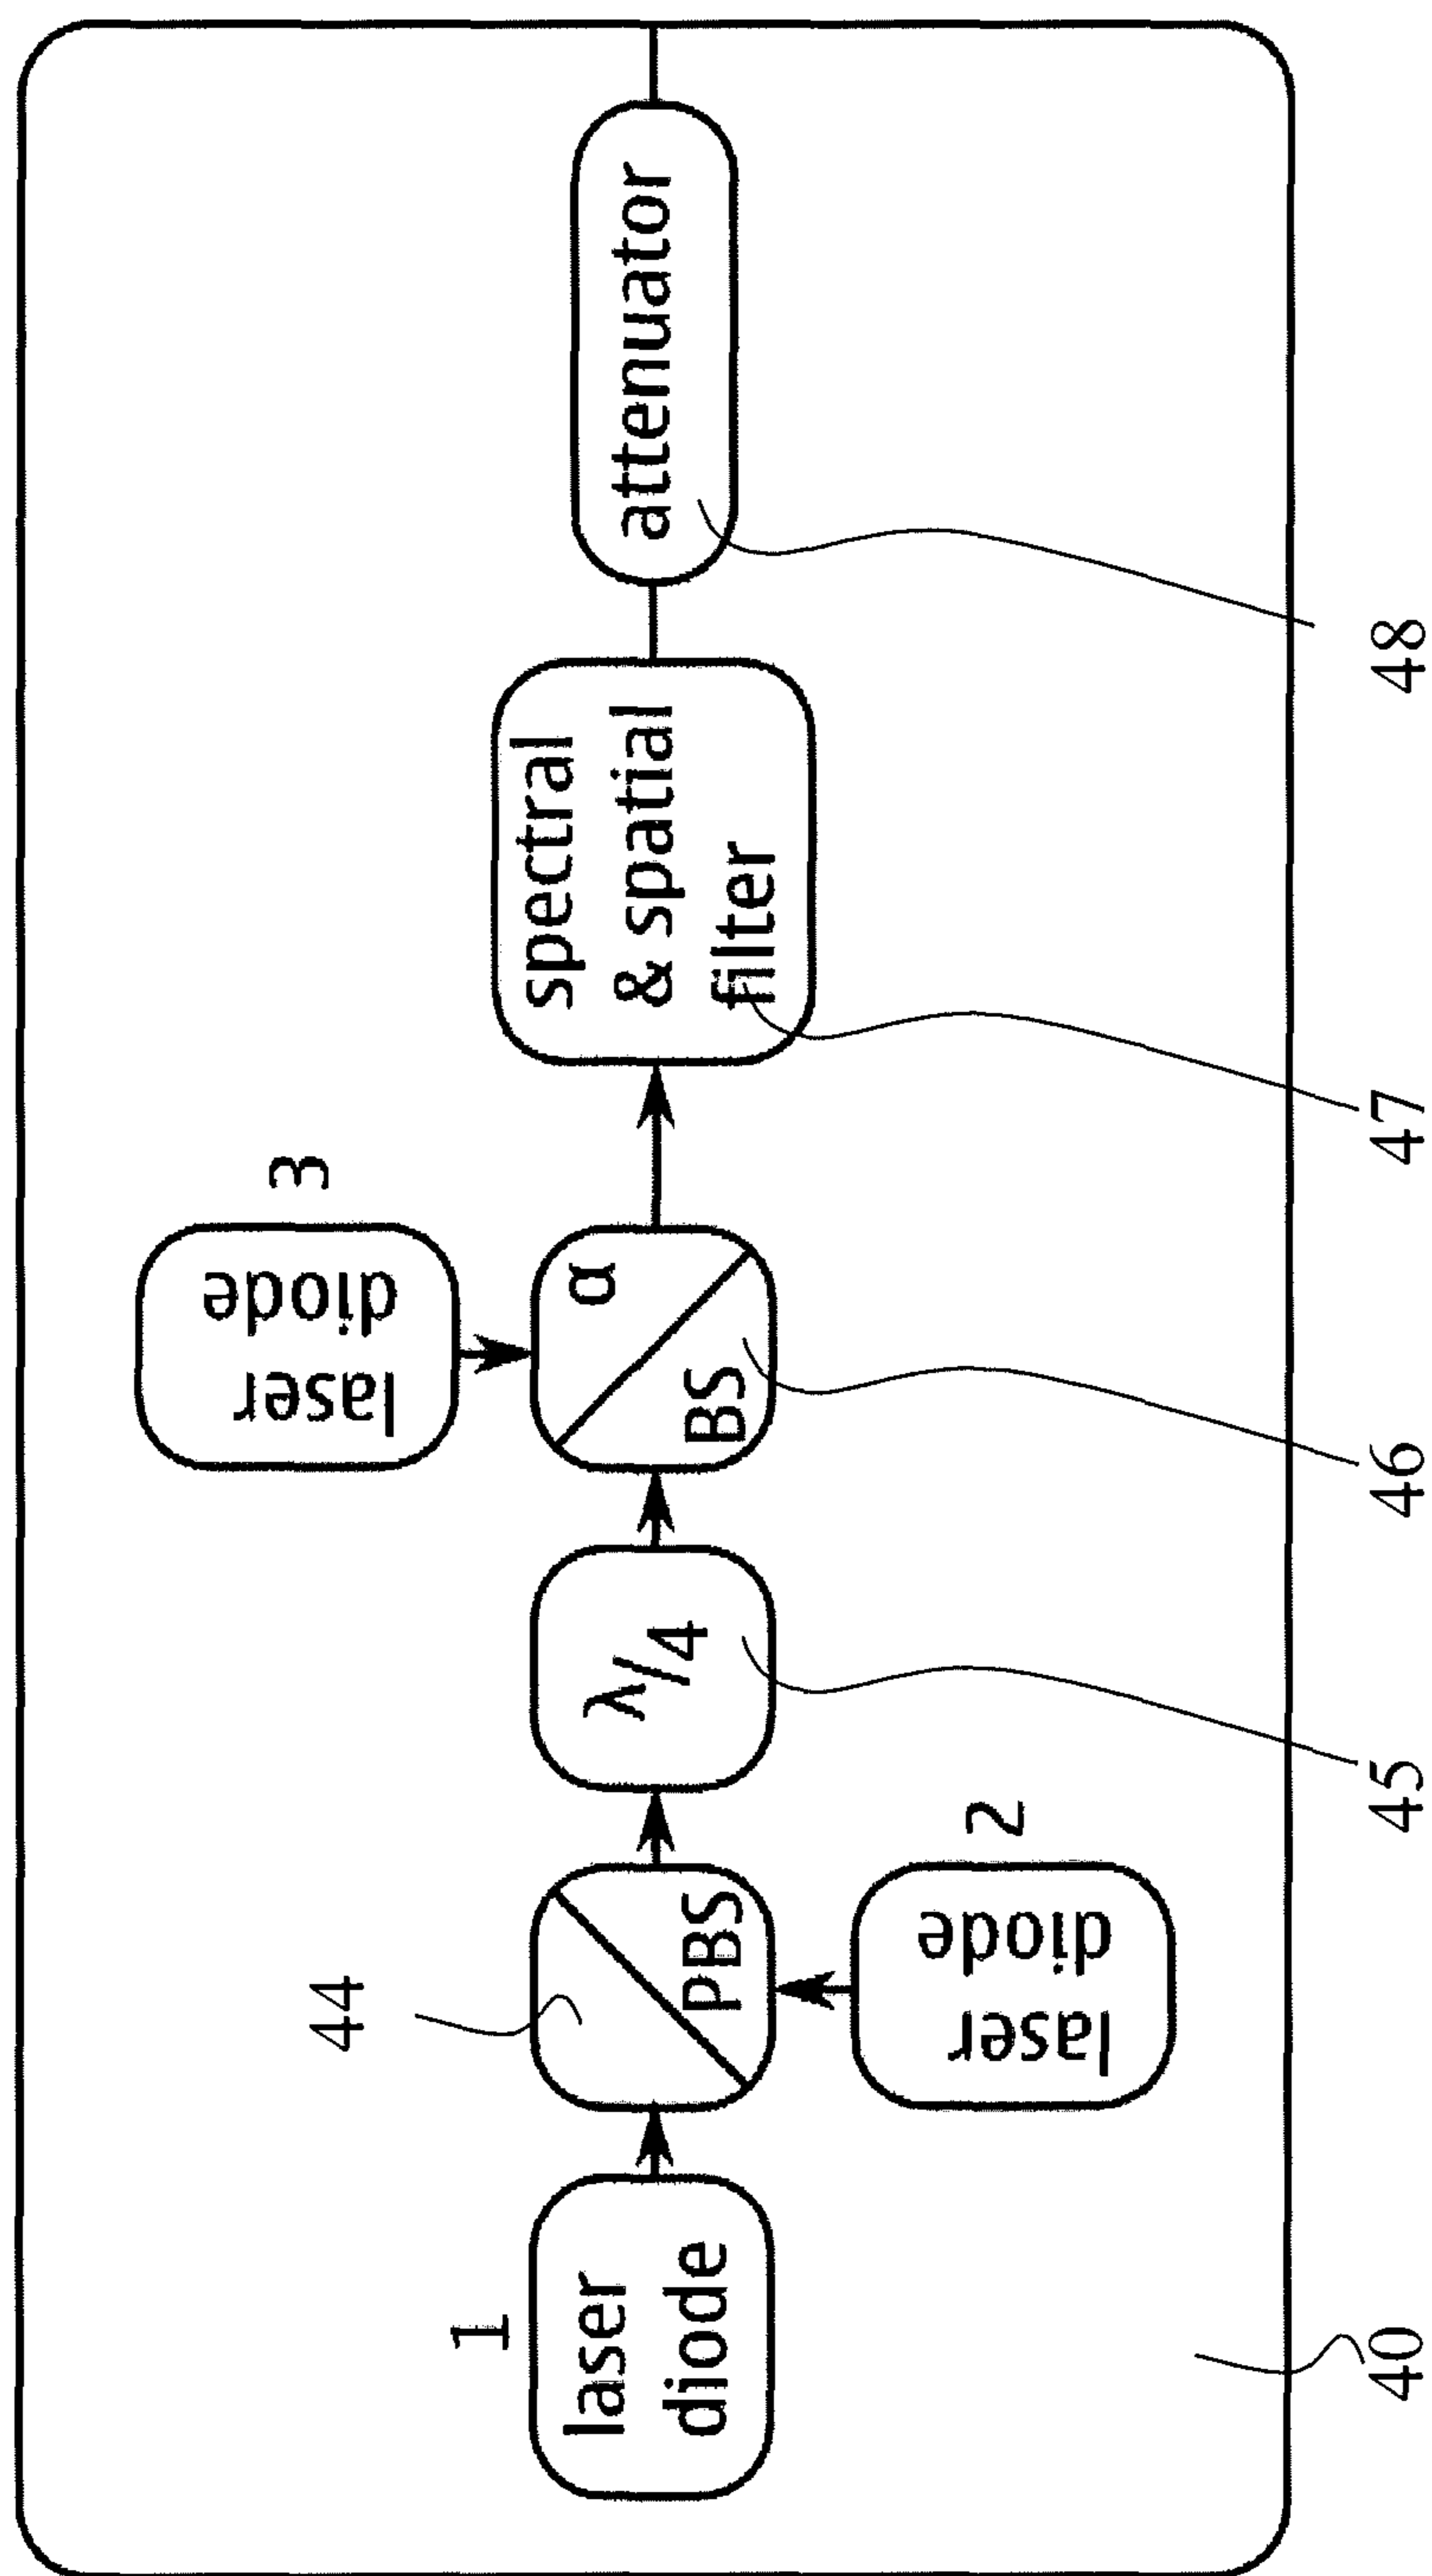 1
laser
diode
44
PBS
laser
diode
2
λ/4
laser
diode
3
α
BS
spectral
& spatial
filter
attenuator
40
45
46
47
48